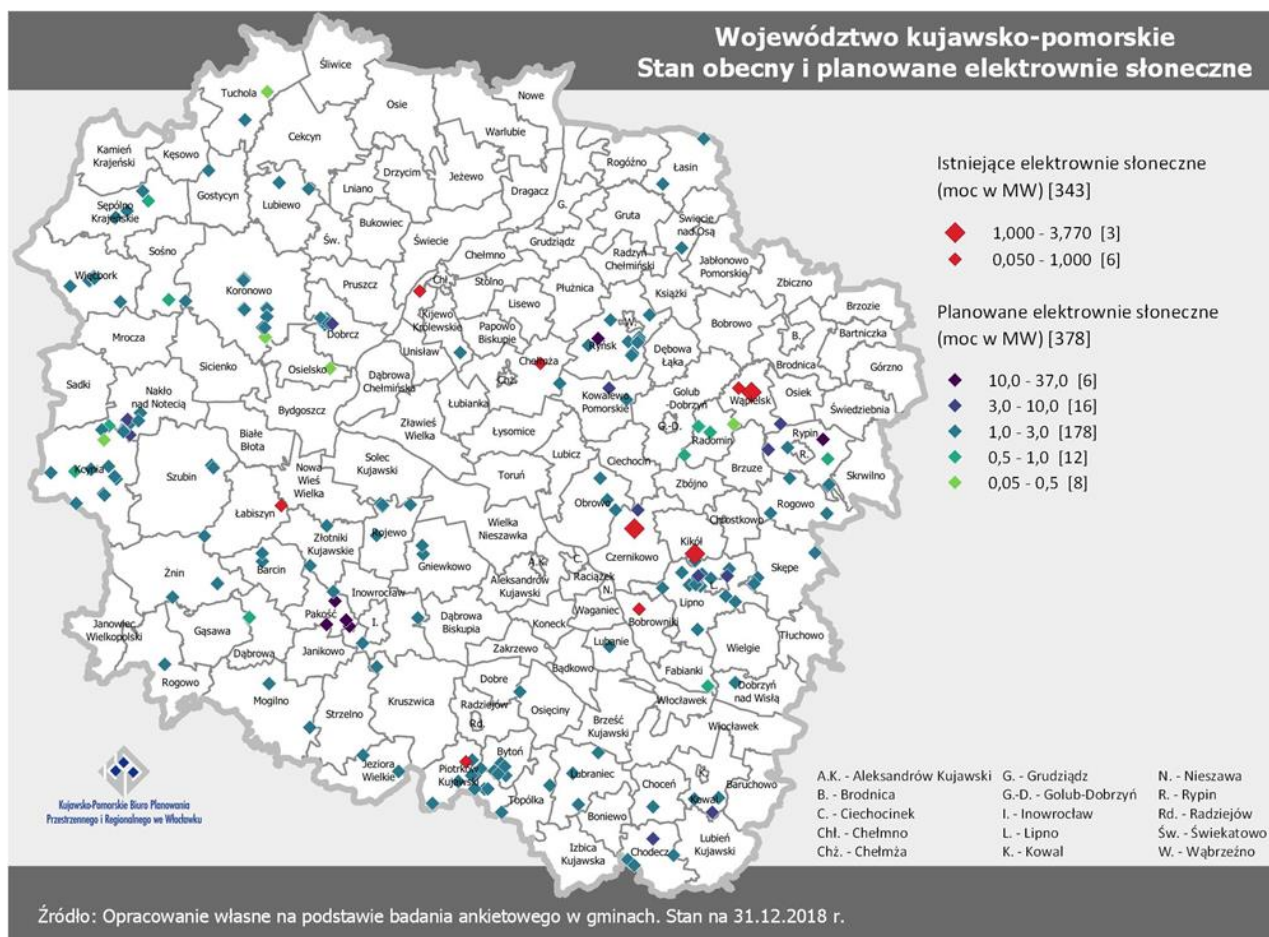 Województwo kujawsko-pomorskie
Stan obecny i planowane elektrownie słoneczne
Istniejące elektrownie słoneczne
(moc w MW) [343]
1,000 - 3,770 [3]
0,050 - 1,000 [6]
Planowane elektrownie słoneczne
(moc w MW) [378]
10,0 - 37,0 [6]
3,0 - 10,0 [16]
1,0 - 3,0 [178]
0,5 - 1,0 [12]
0,05 - 0,5 [8]
Śliwice
Tuchola
Osie
Nowe
Cekcyn
Warlubie
Kamień
Krajeński
Kęsowo
Rogóźno
Łasin
Gostycyn
Lubiewo
Lniano
Drzycim
Jeżewo
Dragacz
G.
Sępólno
Krajeńskie
Bukowiec
Gruta
Święcie
nad Osą
Św.
Świecie
Grudziądz
Sośno
Radzyń
Chełmiński
Jabłonowo
Pomorskie
Chełmno
Zbiczno
Więcbork
Koronowo
Pruszcz
Chł.
Stolno
Płużnica
Książki
Brzozie
Lisewo
Kijewo
Królewskie
Papowo
Biskupie
W.
Bobrowo
Bartniczka
Mrocza
Dobrcz
Ryńsk
B.
Unisław
Dębowa
Łąka
Brodnica
Górzno
Sicienko
Osielsko
Chełmża
Sadki
Dąbrowa
Chełmińska
Chż.
Nakło
nad Notecią
Kowalewo
Pomorskie
Golub
-Dobrzyń
Wąpielsk
Osiek
Świedziebnia
Bydgoszcz
Łubianka
Zławieś
Wielka
Łysomice
G.-D.
Radomin
Rypin
R.
Białe
Błota
Solec
Kujawski
Lubicz
Ciechocin
Kcynia
Szubin
Nowa
Wieś
Wielka
Toruń
Zbójno
Brzuze
Skrwilno
Łabiszyn
Obrowo
Rogowo
Wielka
Nieszawka
Chrostkowo
Złotniki
Kujawskie
Rojewo
Czernikowo
Kikół
Gniewkowo
A.K.
C.
Skępe
Żnin
Barcin
Aleksandrów
Kujawski
Raciążek
N.
L.
Inowrocław
Lipno
Pakość
I.
Waganiec
Bobrowniki
Janowiec
Wielkopolski
Gąsawa
Dąbrowa
Biskupia
Koneck
Tłuchowo
Dąbrowa
Janikowo
Zakrzewo
Lubanie
Wielgie
Rogowo
Bądkowo
Fabianki
Mogilno
Kruszwica
Dobre
Dobrzyń
nad Wisłą
Strzelno
Radziejów
Osięciny
Włocławek
Rd.
Brześć
Kujawski
Włocławek
Jeziora
Wielkie
Bytoń
Piotrków
Kujawski
Lubraniec
Choceń
K.
Baruchowo
Topólka
Kowal
Boniewo
Izbica
Kujawska
Chodecz
Lubień
Kujawski
Kujawsko-Pomorskie Biuro Planowania
Przestrzennego i Regionalnego we Włocławku
A.K. - Aleksandrów Kujawski
B. - Brodnica
C. - Ciechocinek
Chł. - Chełmno
Chż. - Chełmża
G. - Grudziądz
G.-D. - Golub-Dobrzyń
I. - Inowrocław
L. - Lipno
K. - Kowal
N. - Nieszawa
R. - Rypin
Rd. - Radziejów
Św. - Świekatowo
W. - Wąbrzeźno
Źródło: Opracowanie własne na podstawie badania ankietowego w gminach. Stan na 31.12.2018 r.